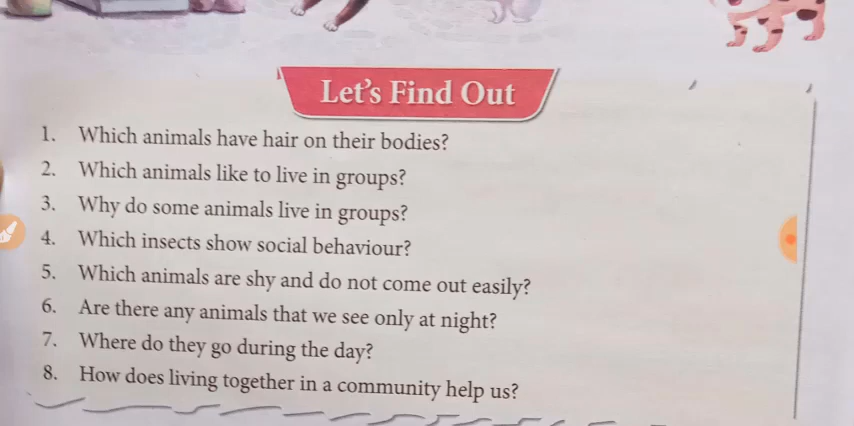 Let's Find Out
1. Which animals have hair on their bodies?
2. Which animals like to live in groups?
3. Why do some animals live in groups?
4. Which insects show social behaviour?
5. Which animals are shy and do not come out easily?
6. Are there any animals that we see only at night?
7. Where do they go during the day?
8. How does living together in a community help us?